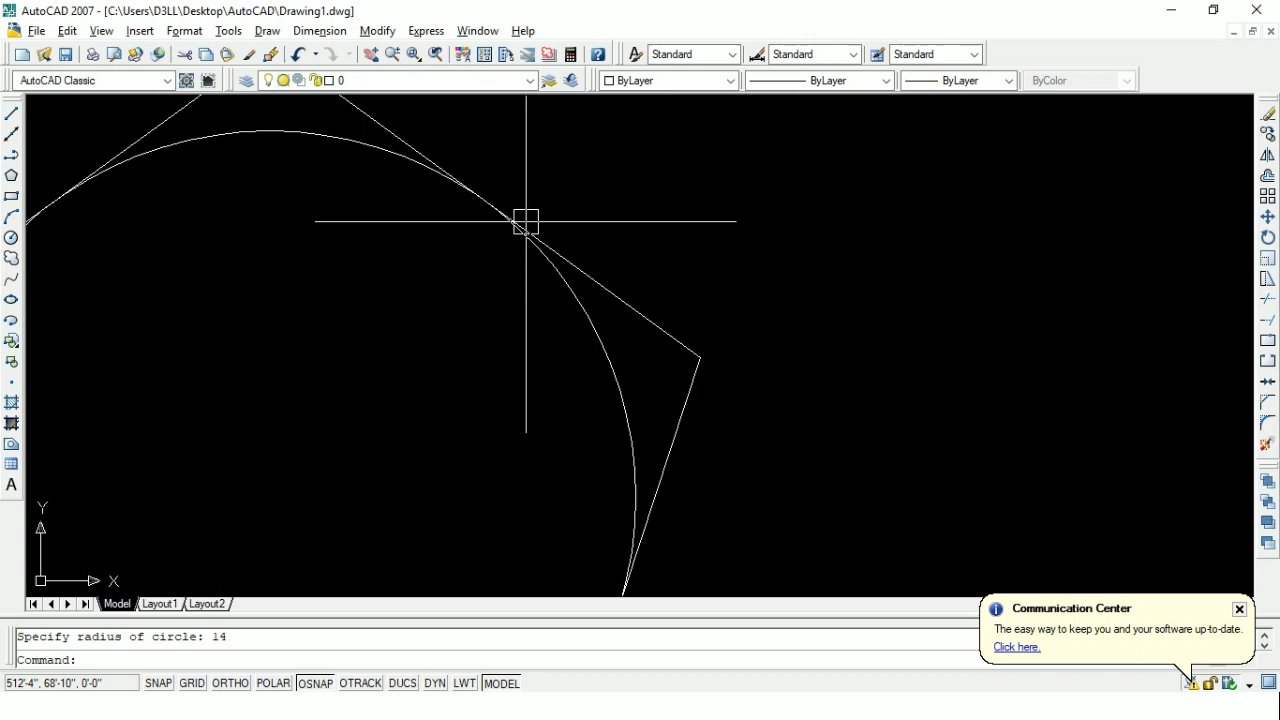 AutoCAD 2007 - [C:\Users\D3LL\Desktop\AutoCAD\Drawing1.dwg]
File Edit View Insert Format Tools Draw Dimension Modify Express Window Help
Standard Standard Standard
AutoCAD Classic 0 ByLayer ByLayer ByLayer ByColor
A
Y
X
Model Layout1 Layout2
Communication Center
The easy way to keep you and your software up-to-date.
Click here.
Specify radius of circle: 14
Command:
512'-4", 68'-10", 0'-0" SNAP GRID ORTHO POLAR OSNAP OTRACK DUCS DYN LWT MODEL